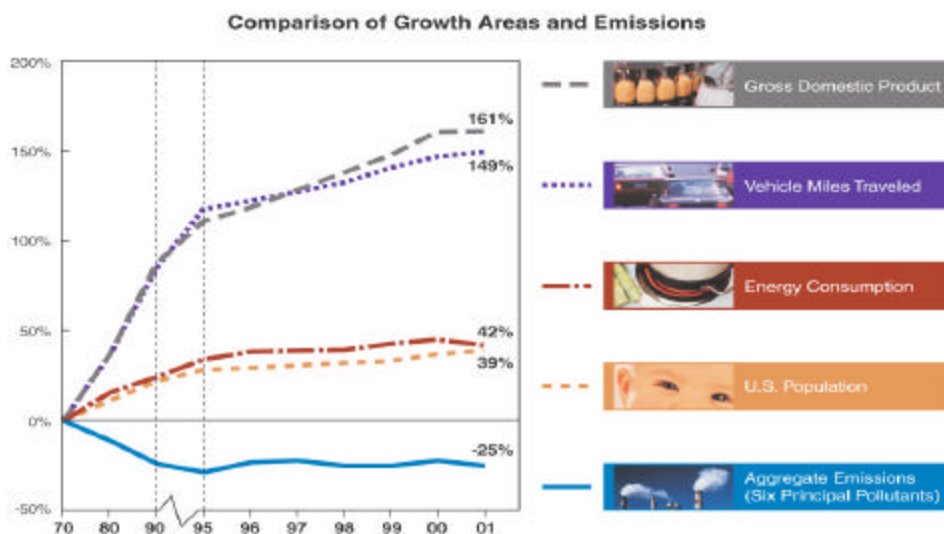 Comparison of Growth Areas and Emissions
200%
150%
100%
50%
0%
-50%
161%
149%
42%
39%
-25%
70 80 90 95 96 97 98 99 00 01
Gross Domestic Product
Vehicle Miles Traveled
Energy Consumption
U.S. Population
Aggregate Emissions
(Six Principal Pollutants)